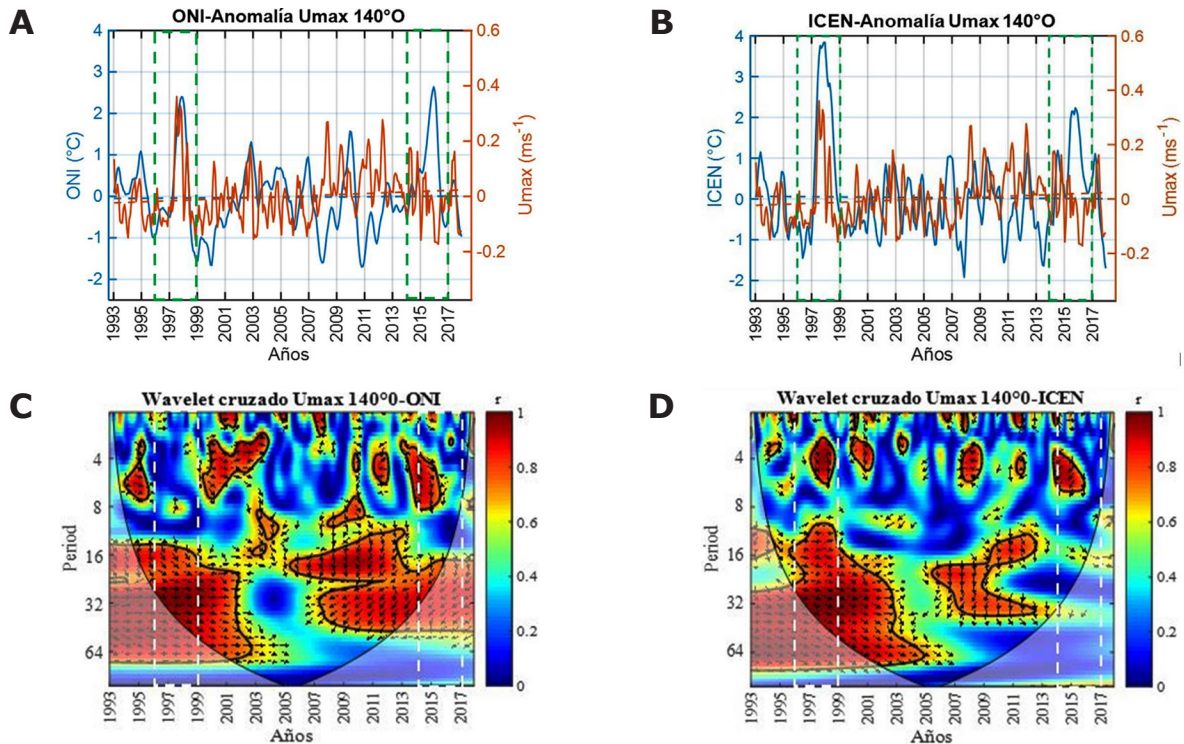 A
ONI-Anomalía Umax 140°O
4
3
2
1
0
-1
-2
ONI (°C)
0.6
0.4
0.2
0
-0.2
Umax (ms-1)
1993 1995 1997 1999 2001 2003 2005 2007 2009 2011 2013 2015 2017
Años
B
ICEN-Anomalía Umax 140°O
4
3
2
1
0
-1
-2
ICEN (°C)
0.6
0.4
0.2
0
-0.2
Umax (ms-1)
1993 1995 1997 1999 2001 2003 2005 2007 2009 2011 2013 2015 2017
Años
C
Wavelet cruzado Umax 140°0-ONI
r
4
8
16
32
64
Period
1
0.8
0.6
0.4
0.2
0
1993 1995 1997 1999 2001 2003 2005 2007 2009 2011 2013 2015 2017
Años
D
Wavelet cruzado Umax 140°0-ICEN
r
4
8
16
32
64
Period
1
0.8
0.6
0.4
0.2
0
1993 1995 1997 1999 2001 2003 2005 2007 2009 2011 2013 2015 2017
Años